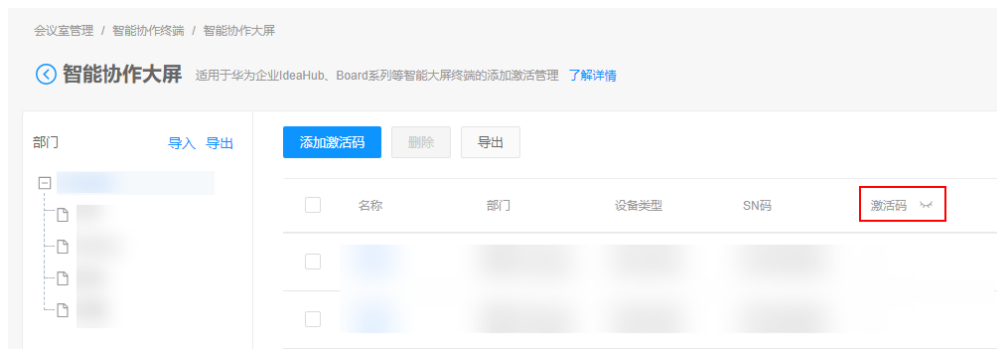 会议室管理 / 智能协作终端 / 智能协作大屏
智能协作大屏 适用于华为企业IdeaHub、Board系列等智能大屏终端的添加激活管理 了解详情
部门 导入 导出
添加激活码 删除 导出
名称 部门 设备类型 SN码 激活码